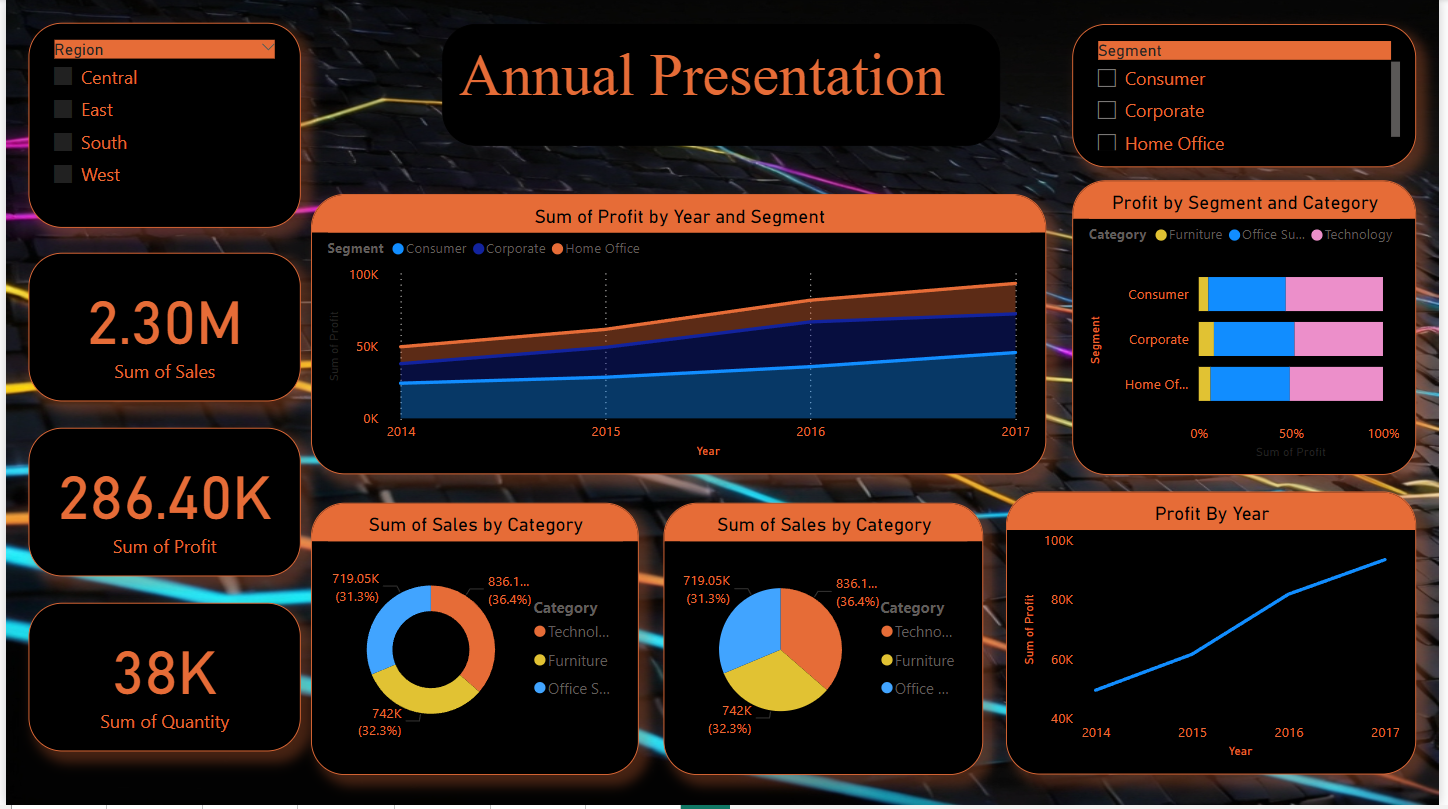 Region
Central
East
South
West
Annual Presentation
Segment
Consumer
Corporate
Home Office
2.30M
Sum of Sales
286.40K
Sum of Profit
38K
Sum of Quantity
Sum of Profit by Year and Segment
Segment Consumer Corporate Home Office
100K
50K
0K
Sum of Profit
2014 2015 2016 2017
Year
Profit by Segment and Category
Category Furniture Office Su... Technology
Segment
Consumer
Corporate
Home Of...
0% 50% 100%
Sum of Profit
Sum of Sales by Category
719.05K
(31.3%)
836.1...
(36.4%)
742K
(32.3%)
Category
Technol...
Furniture
Office S...
Sum of Sales by Category
719.05K
(31.3%)
836.1...
(36.4%)
742K
(32.3%)
Category
Techno...
Furniture
Office ...
Profit By Year
100K
80K
60K
40K
Sum of Profit
2014 2015 2016 2017
Year